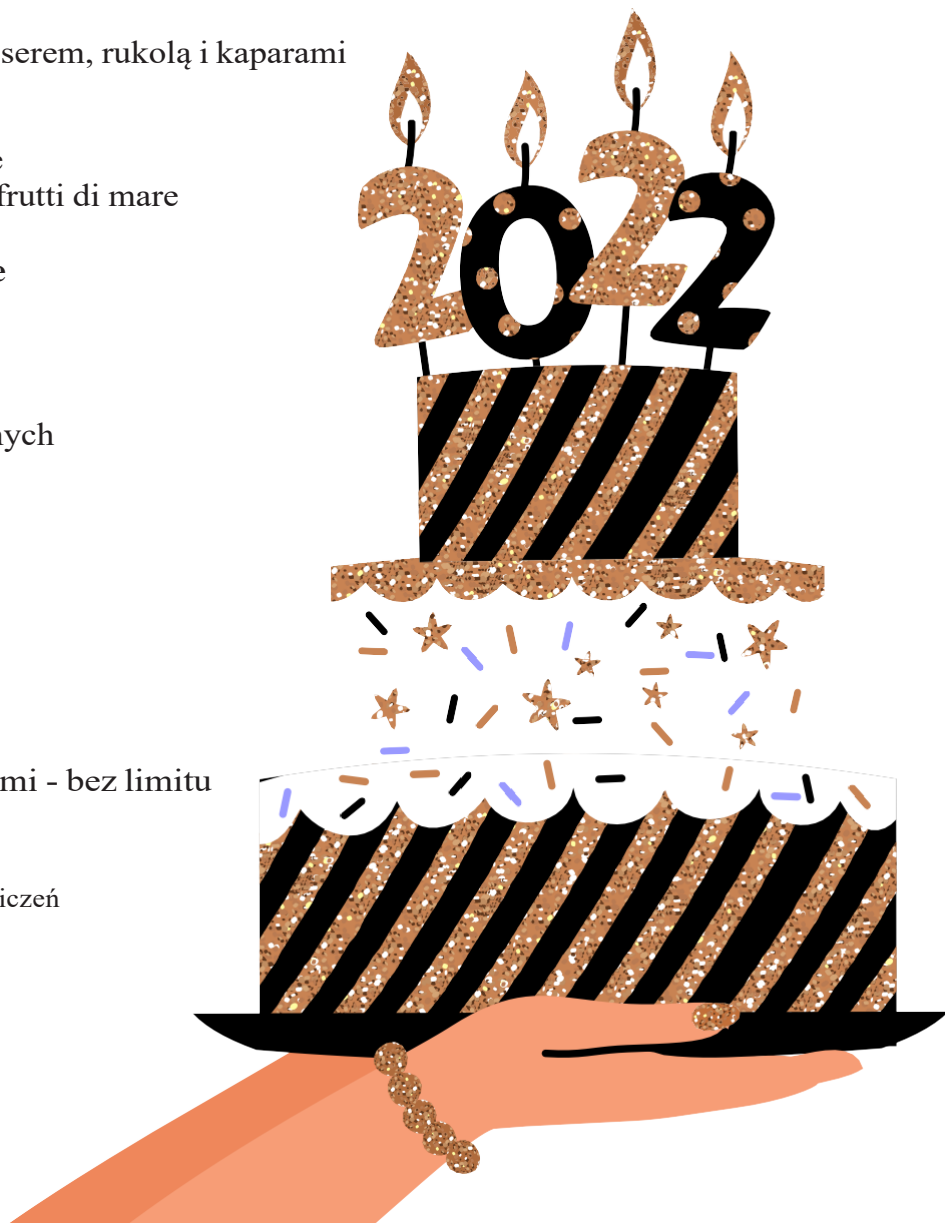 serem, rukolą i kaparami
e
frutti di mare
e
nych
mi - bez limitu
iczeń
2022